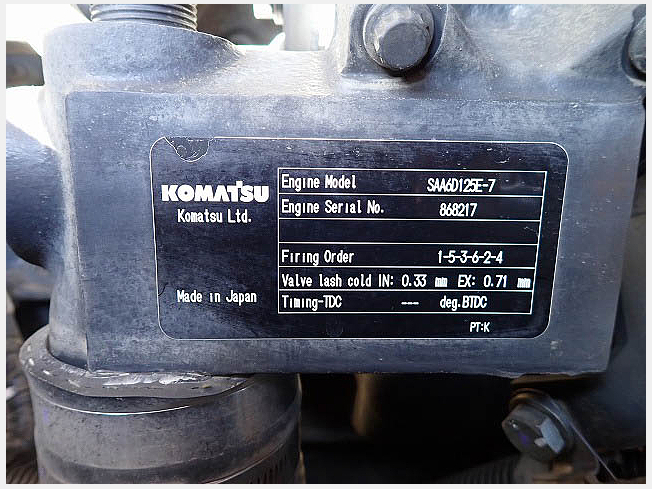 KOMATSU
Komatsu Ltd.
Made in Japan
Engine Model SAA6D125E-7
Engine Serial No. 868217
Firing Order 1-5-3-6-2-4
Valve lash cold IN: 0.33 mm EX: 0.71 mm
Timing-TDC --- deg.BTDC
PT:K